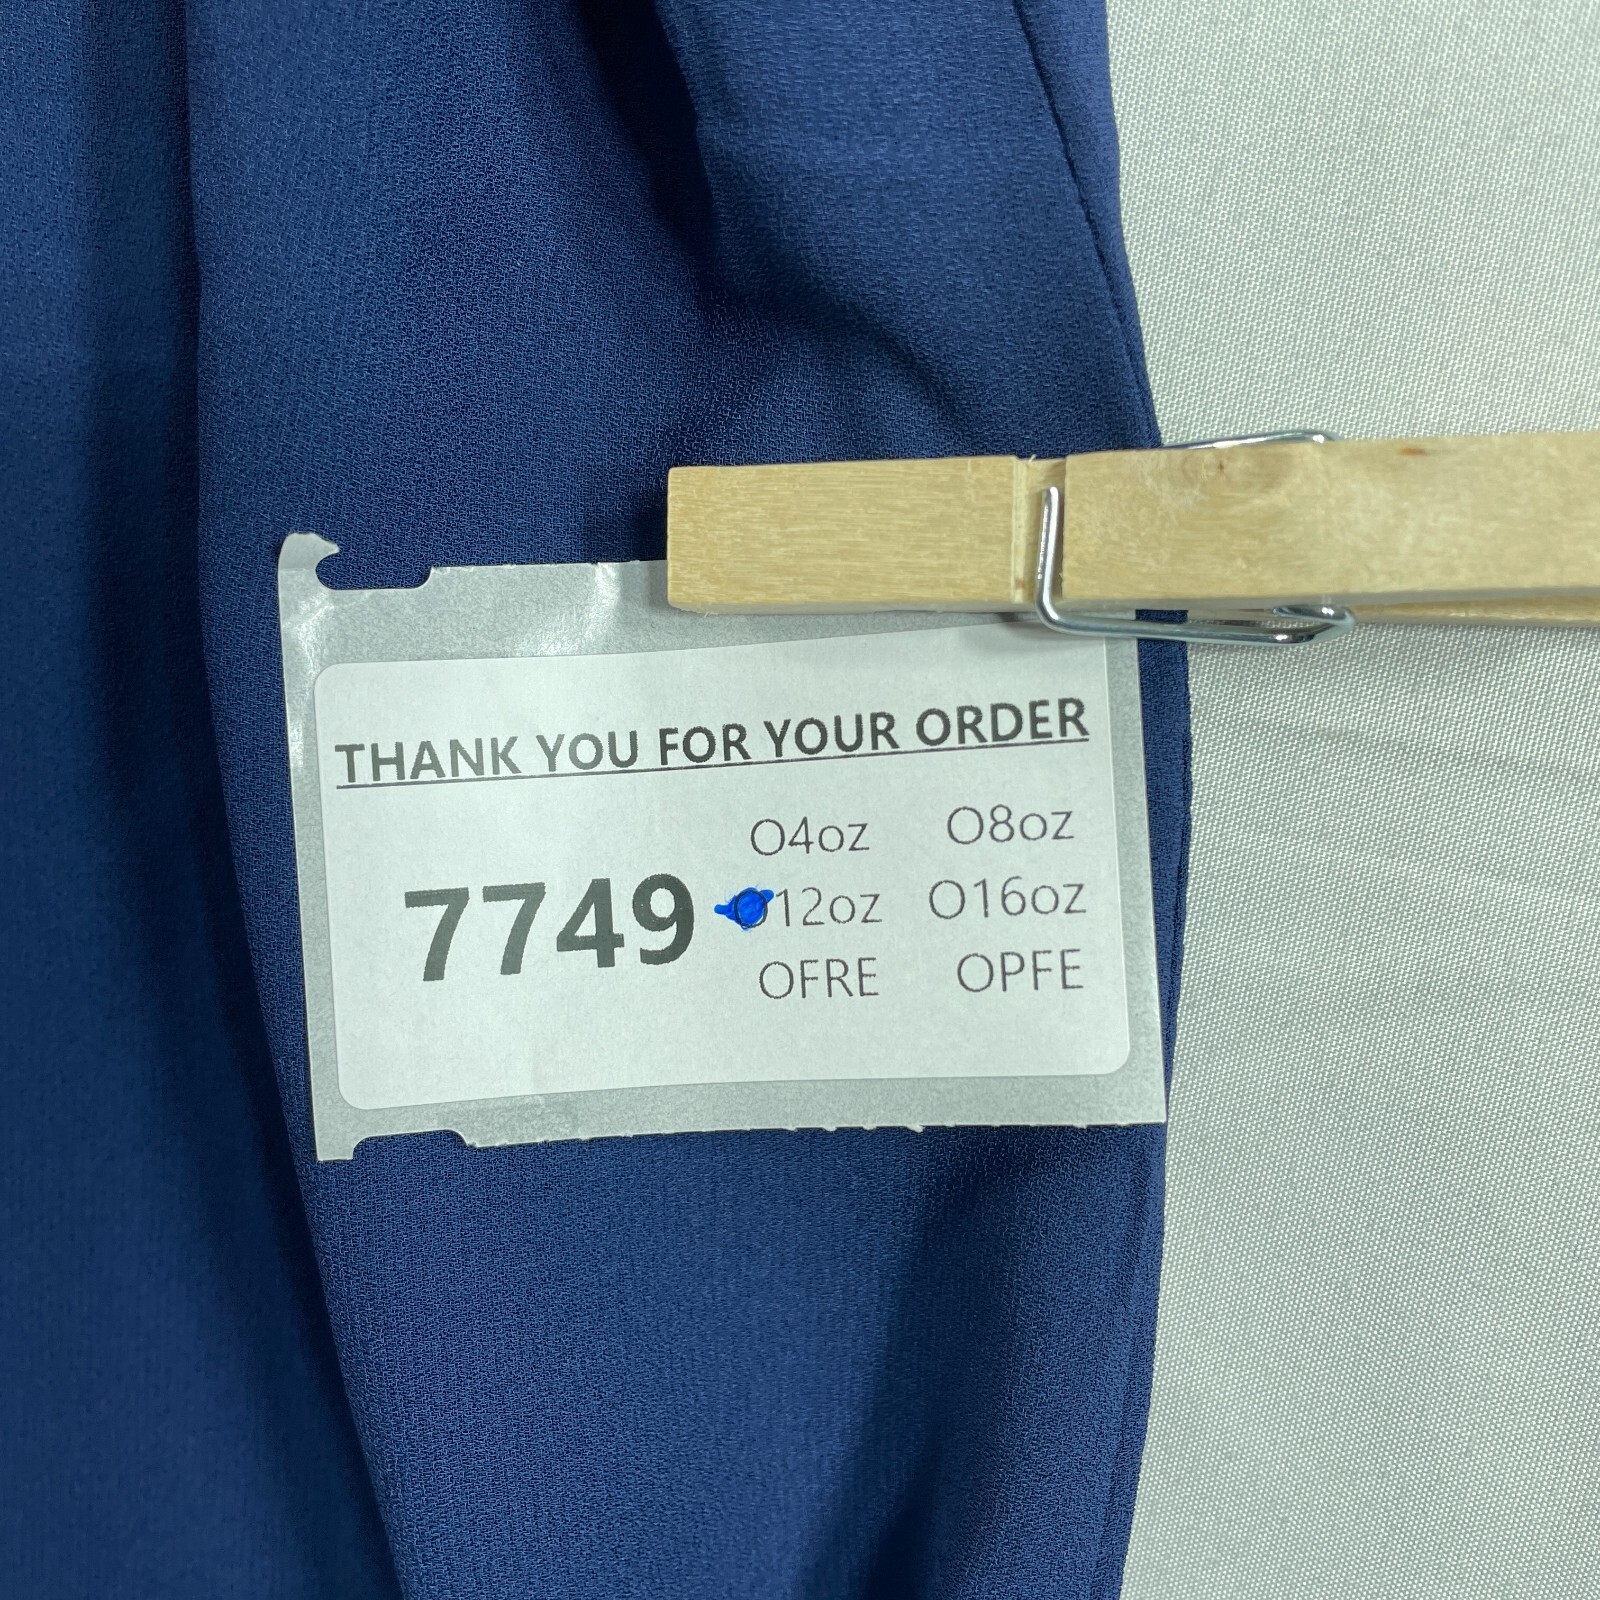 THANK YOU FOR YOUR ORDER
O4oz O8oz
7749 O12oz O16oz
OFRE OPFE